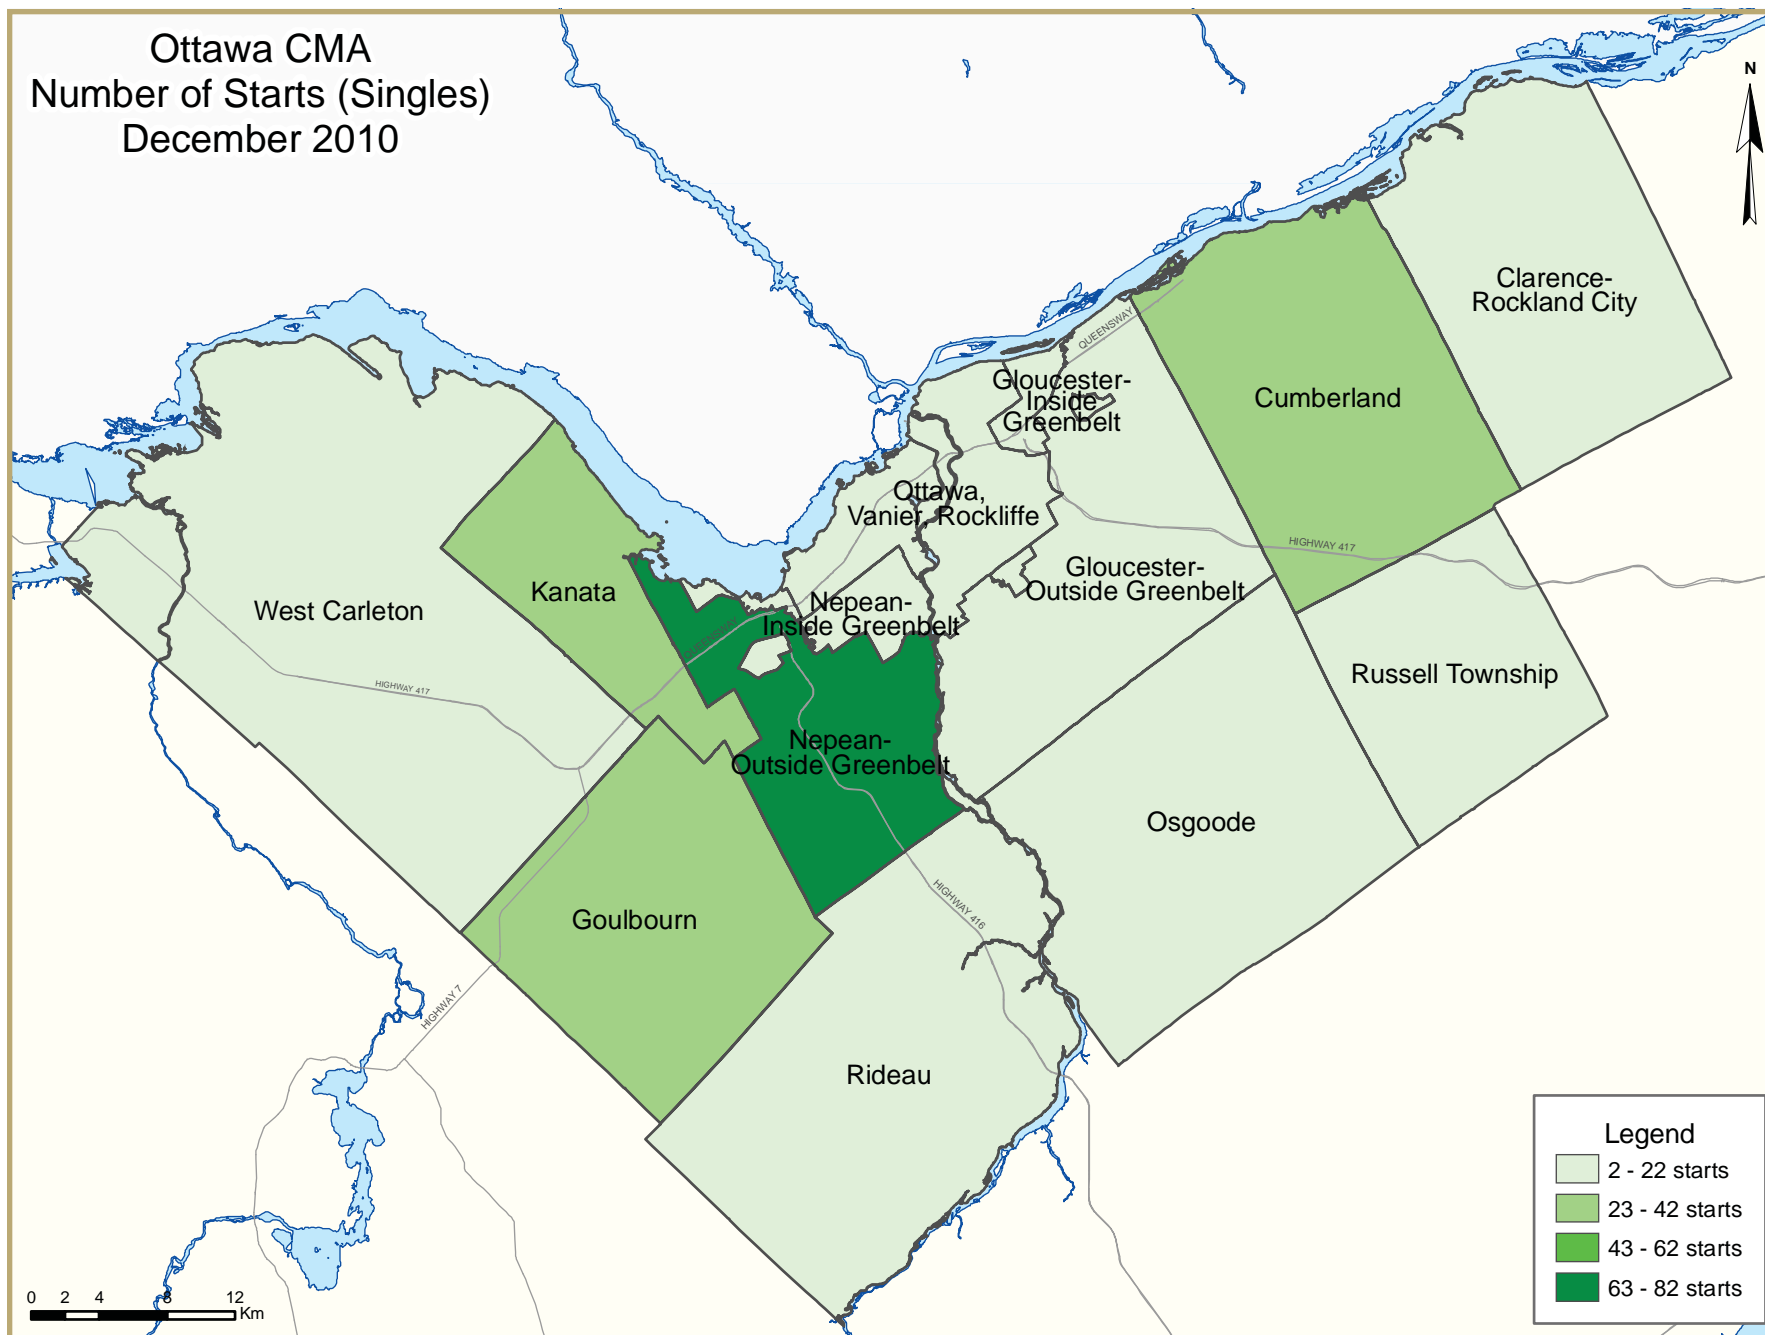 Ottawa CMA
Number of Starts (Singles)
December 2010
N
Clarence-
Rockland City
QUEENSWAY
Gloucester-
Inside
Greenbelt
Cumberland
Ottawa,
Vanier, Rockliffe
HIGHWAY 417
Gloucester-
Outside Greenbelt
Kanata
West Carleton
Nepean-
Inside Greenbelt
QUEENSWAY
Russell Township
HIGHWAY 417
Nepean-
Outside Greenbelt
Osgoode
Goulbourn
HIGHWAY 416
HIGHWAY 7
Rideau
Legend
2 - 22 starts
23 - 42 starts
43 - 62 starts
63 - 82 starts
0 2 4 8 12
Km